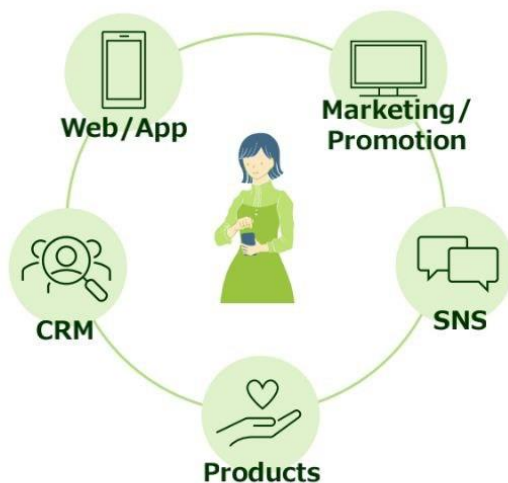 Web/App
Marketing/
Promotion
CRM
SNS
Products